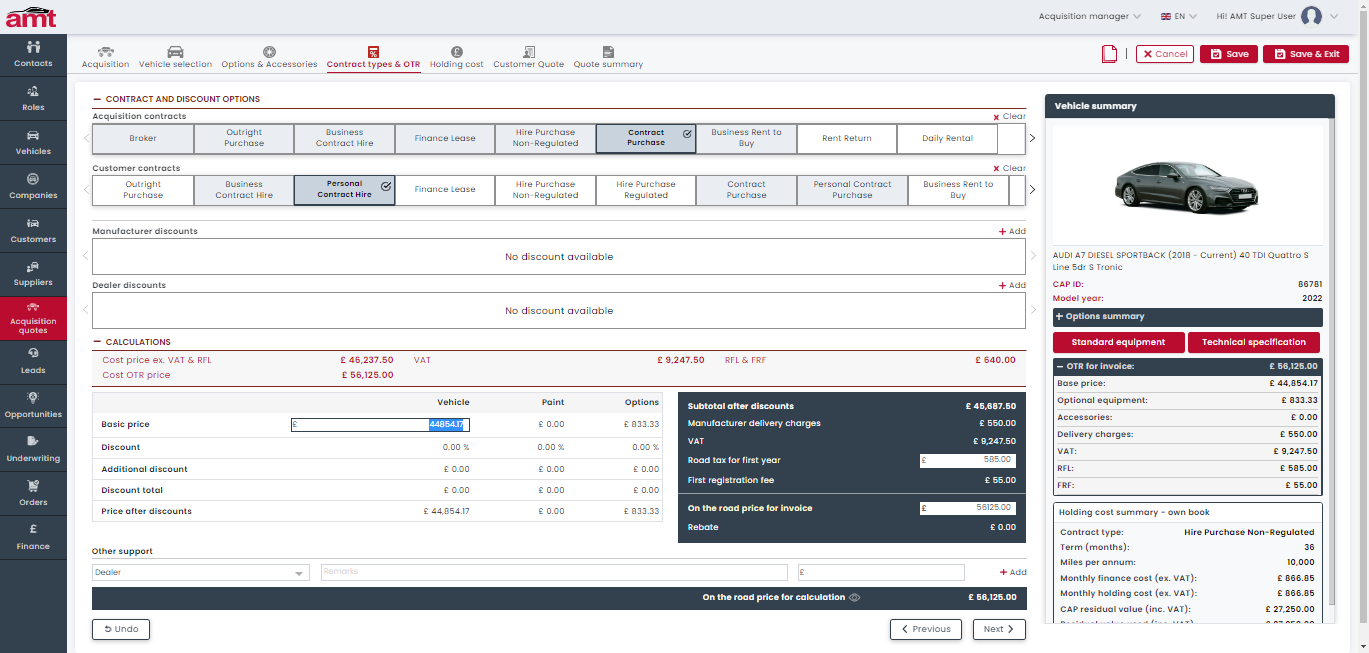 amt
Acquisition manager
EN
Hi! AMT Super User
Contacts
Roles
Vehicles
Companies
Customers
Suppliers
Acquisition
quotes
Leads
Opportunities
Underwriting
Orders
£
Finance
Acquisition
Vehicle selection
Options & Accessories
Contract types & OTR
Holding cost
Customer Quote
Quote summary
Cancel
Save
Save & Exit
CONTRACT AND DISCOUNT OPTIONS
Acquisition contracts
Clear
Broker
Outright
Purchase
Business
Contract Hire
Finance Lease
Hire Purchase
Non-Regulated
Contract
Purchase
Business Rent to
Buy
Rent Return
Daily Rental
Customer contracts
Clear
Outright
Purchase
Business
Contract Hire
Personal
Contract Hire
Finance Lease
Hire Purchase
Non-Regulated
Hire Purchase
Regulated
Contract
Purchase
Personal Contract
Purchase
Business Rent to
Buy
Manufacturer discounts
+ Add
No discount available
Dealer discounts
+ Add
No discount available
CALCULATIONS
Cost price ex. VAT & RFL £ 46,237.50 VAT £ 9,247.50 RFL & FRF £ 640.00
Cost OTR price £ 56,125.00
Vehicle Paint Options
Basic price £ 44854.17 £ 0.00 £ 833.33
Discount 0.00 % 0.00 % 0.00 %
Additional discount £ 0.00 £ 0.00 £ 0.00
Discount total £ 0.00 £ 0.00 £ 0.00
Price after discounts £ 44,854.17 £ 0.00 £ 833.33
Subtotal after discounts £ 45,687.50
Manufacturer delivery charges £ 550.00
VAT £ 9,247.50
Road tax for first year £ 585.00
First registration fee £ 55.00
On the road price for invoice £ 56125.00
Rebate £ 0.00
Other support
Dealer
Remarks
£
+ Add
On the road price for calculation £ 56,125.00
Undo
Previous
Next
Vehicle summary
AUDI A7 DIESEL SPORTBACK (2018 - Current) 40 TDI Quattro S
Line 5dr S Tronic
CAP ID: 86781
Model year: 2022
+ Options summary
Standard equipment
Technical specification
OTR for invoice: £ 56,125.00
Base price: £ 44,854.17
Optional equipment: £ 833.33
Accessories: £ 0.00
Delivery charges: £ 550.00
VAT: £ 9,247.50
RFL: £ 585.00
FRF: £ 55.00
Holding cost summary - own book
Contract type: Hire Purchase Non-Regulated
Term (months): 36
Miles per annum: 10,000
Monthly finance cost (ex. VAT): £ 866.85
Monthly holding cost (ex. VAT): £ 866.85
CAP residual value (inc. VAT): £ 27,250.00